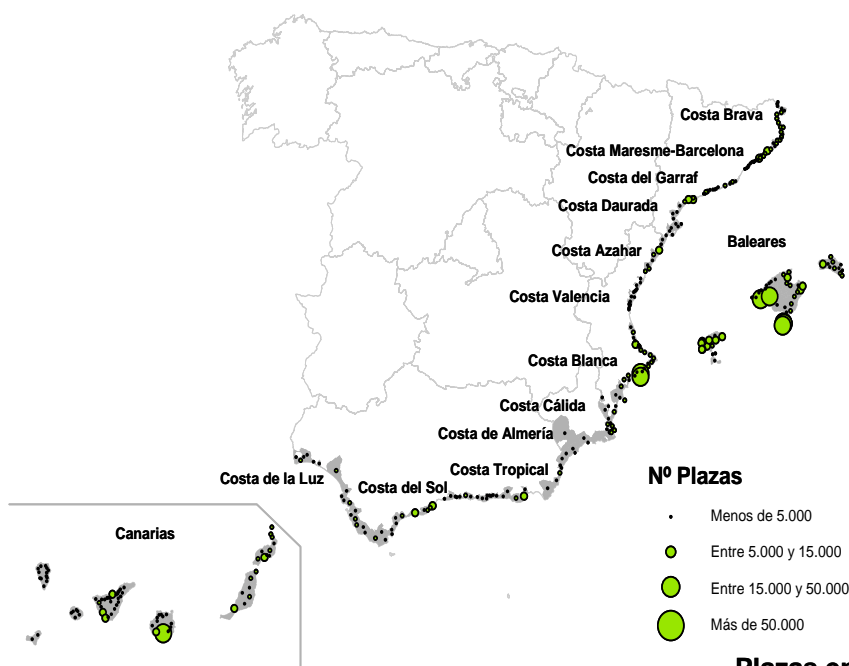 Costa Brava
Costa Maresme-Barcelona
Costa del Garraf
Costa Daurada
Costa Azahar
Baleares
Costa Valencia
Costa Blanca
Costa Cálida
Costa de Almería
Costa Tropical
Costa de la Luz
Costa del Sol
Canarias
Nº Plazas
Menos de 5.000
Entre 5.000 y 15.000
Entre 15.000 y 50.000
Más de 50.000